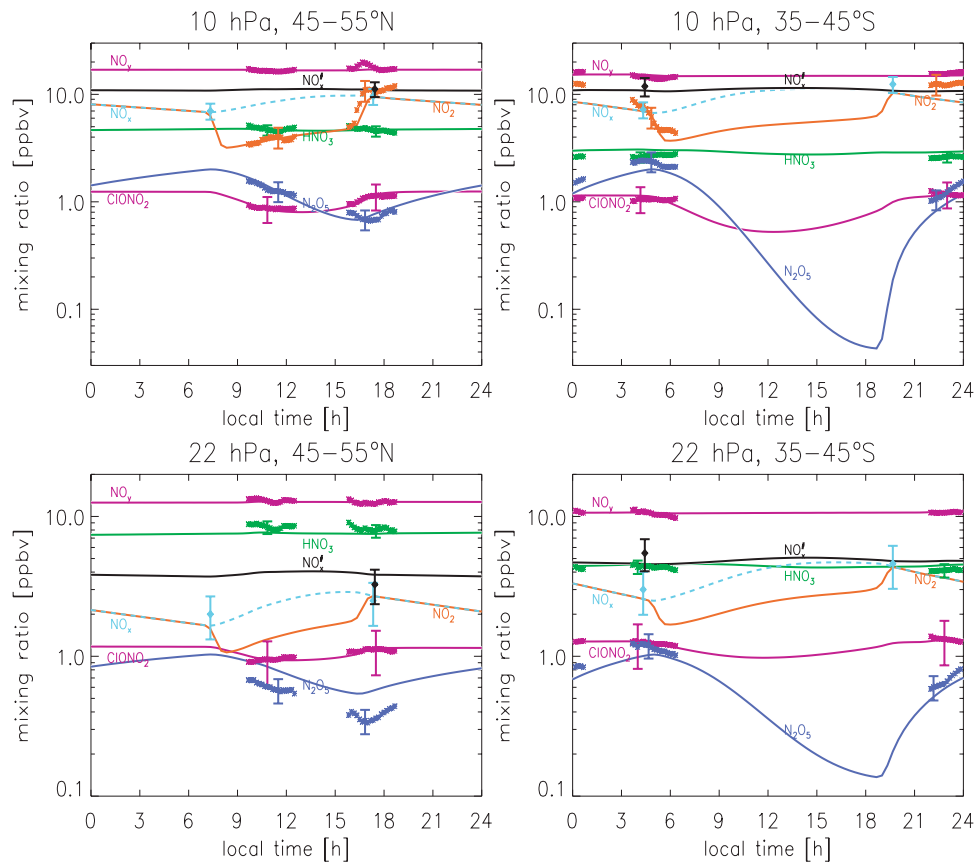 10 hPa, 45-55°N
mixing ratio [ppbv]
10.0
1.0
0.1
NOy
NOx*
NOx
NO2
HNO3
ClONO2
N2O5
0 3 6 9 12 15 18 21 24
local time [h]
10 hPa, 35-45°S
mixing ratio [ppbv]
10.0
1.0
0.1
NOy
NOx*
NO2
NOx
HNO3
ClONO2
N2O5
0 3 6 9 12 15 18 21 24
local time [h]
22 hPa, 45-55°N
mixing ratio [ppbv]
10.0
1.0
0.1
NOy
HNO3
NOx*
NOx
NO2
ClONO2
N2O5
0 3 6 9 12 15 18 21 24
local time [h]
22 hPa, 35-45°S
mixing ratio [ppbv]
10.0
1.0
0.1
NOy
NOx*
HNO3
NOx
NO2
ClONO2
N2O5
0 3 6 9 12 15 18 21 24
local time [h]